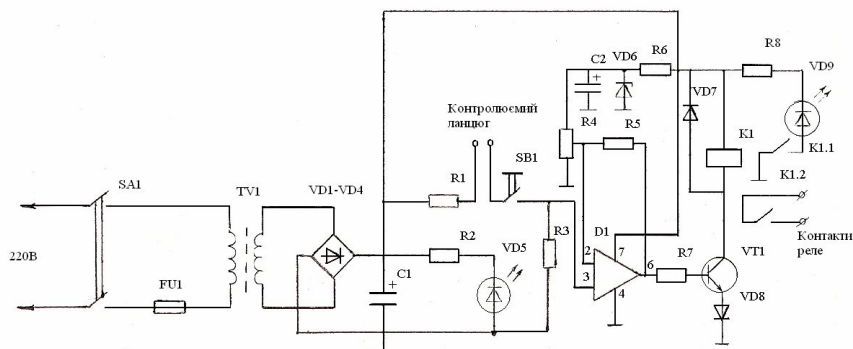 C2
VD6
R6
R8
VD9
Контролюємий
ланцюг
R4
R5
VD7
K1
K1.1
SB1
R1
K1.2
SA1
TV1
VD1-VD4
D1
Контакти
реле
R2
R3
VD5
C1
2
3
7
6
4
R7
VT1
VD8
220В
FU1
+
+